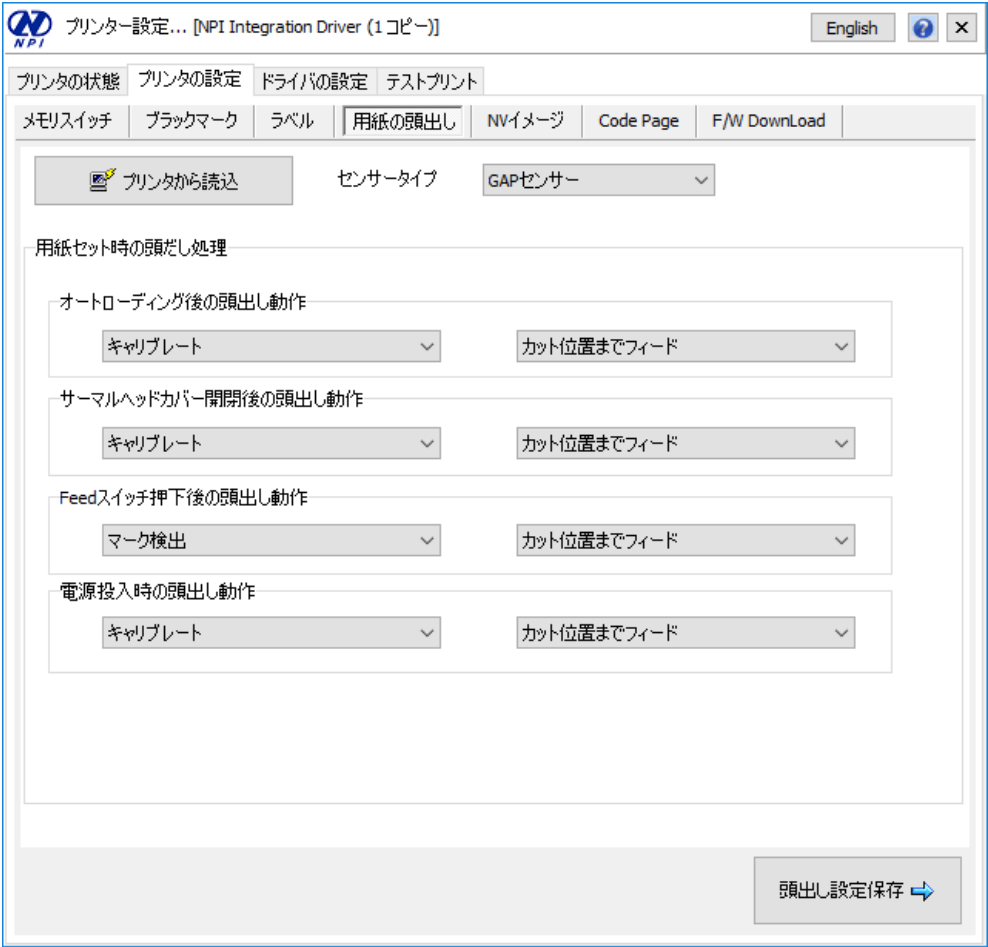 NPI プリンター設定... [NPI Integration Driver (1 コピー)] English ?
プリンタの状態 プリンタの設定 ドライバの設定 テストプリント
メモリスイッチ ブラックマーク ラベル 用紙の頭出し NVイメージ Code Page F/W DownLoad
プリンタから読込 センサータイプ GAPセンサー
用紙セット時の頭だし処理
オートローディング後の頭出し動作
キャリブレート カット位置までフィード
サーマルヘッドカバー開閉後の頭出し動作
キャリブレート カット位置までフィード
Feedスイッチ押下後の頭出し動作
マーク検出 カット位置までフィード
電源投入時の頭出し動作
キャリブレート カット位置までフィード
頭出し設定保存